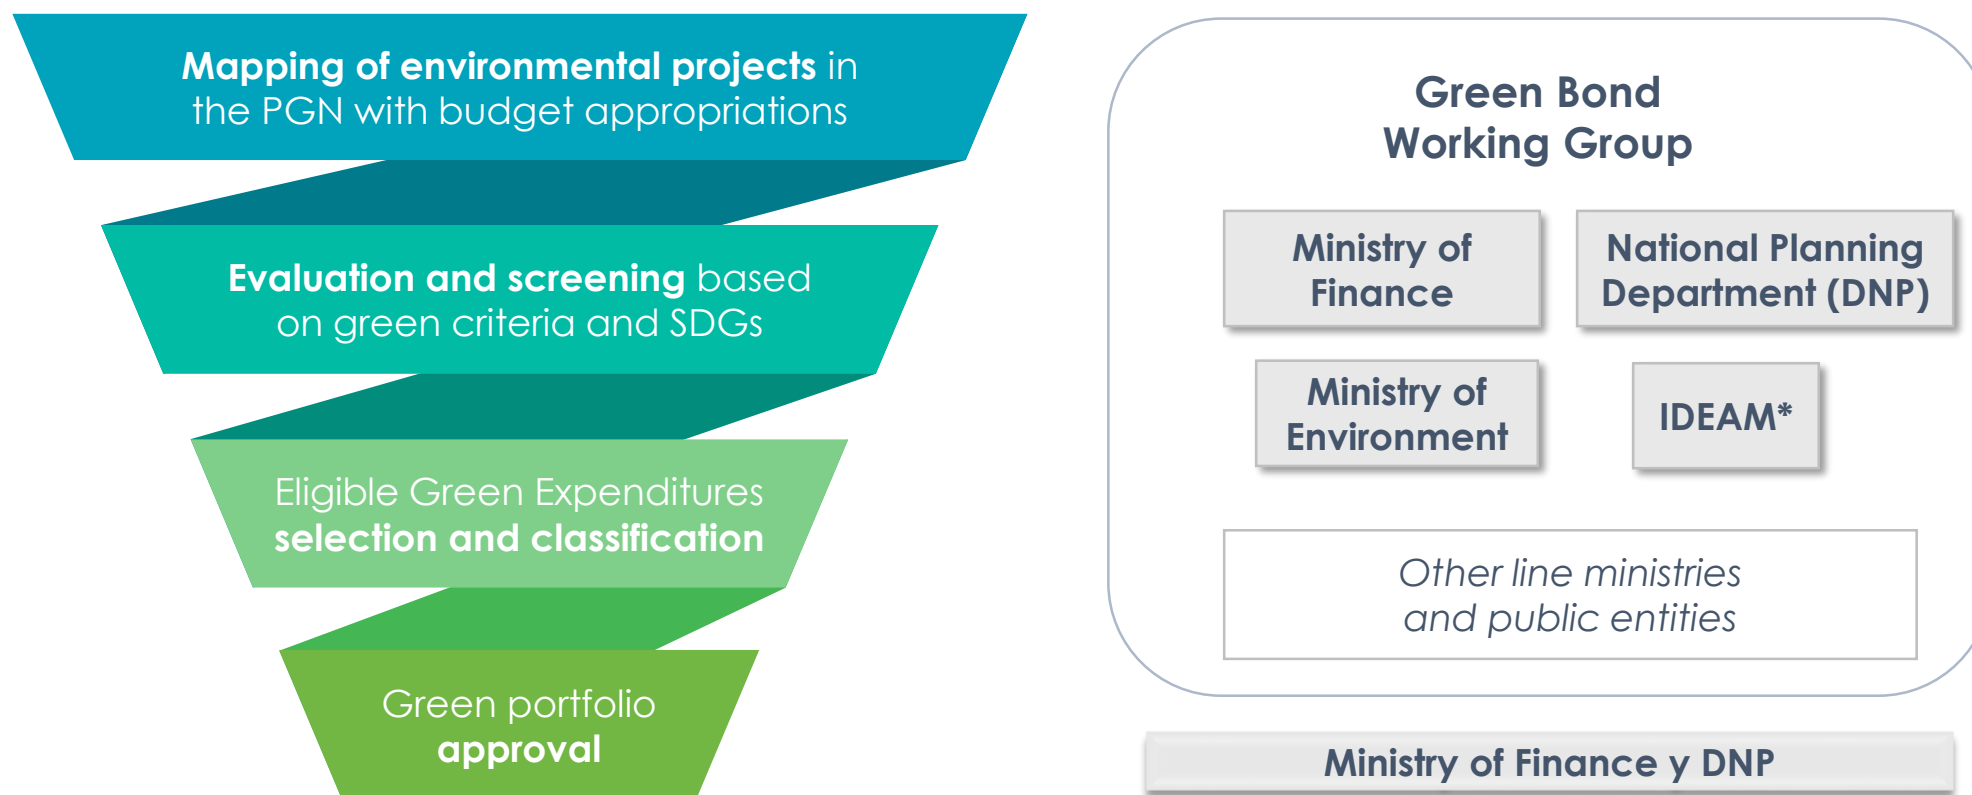 Mapping of environmental projects in
the PGN with budget appropriations
Evaluation and screening based
on green criteria and SDGs
Eligible Green Expenditures
selection and classification
Green portfolio
approval
Green Bond
Working Group
Ministry of
Finance
National Planning
Department (DNP)
Ministry of
Environment
IDEAM*
Other line ministries
and public entities
Ministry of Finance y DNP